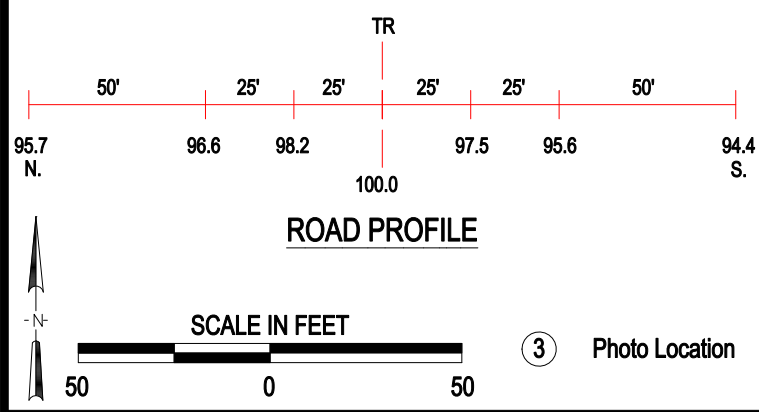 TR
50' 25' 25' 25' 25' 50'
95.7 96.6 98.2 97.5 95.6 94.4
N. S.
100.0
ROAD PROFILE
-N-
SCALE IN FEET
3 Photo Location
50 0 50